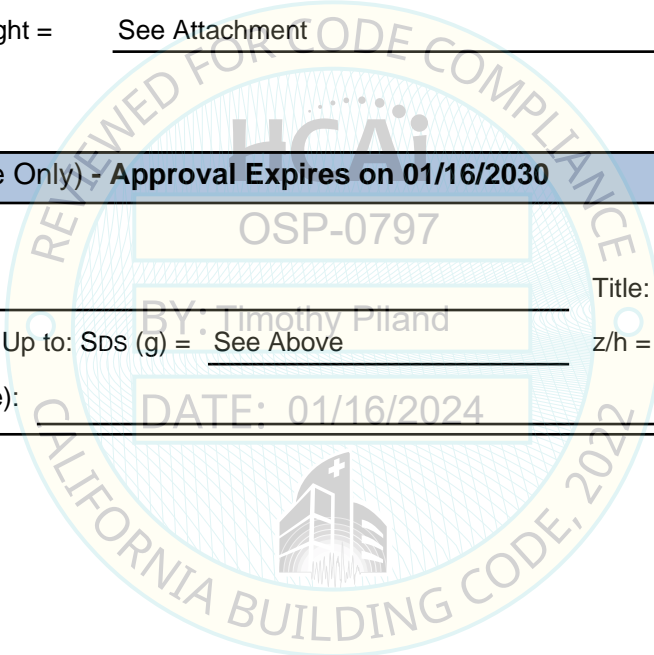 ght = See Attachment
REVIEWED FOR CODE COMPLIANCE
HCAi
e Only) - Approval Expires on 01/16/2030
OSP-0797
Title:
BY: Timothy Piland
Up to: SDS (g) = See Above z/h =
e):
DATE: 01/16/2024
CALIFORNIA BUILDING CODE, 2022